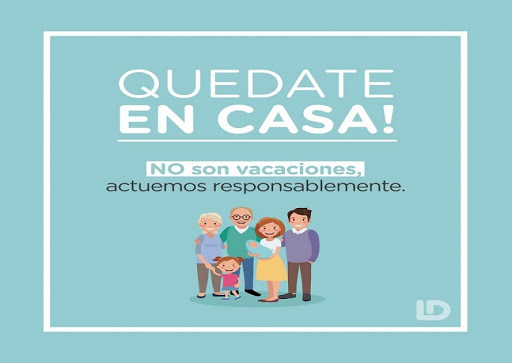 QUEDATE
EN CASA!
NO son vacaciones,
actuemos responsablemente.
LD